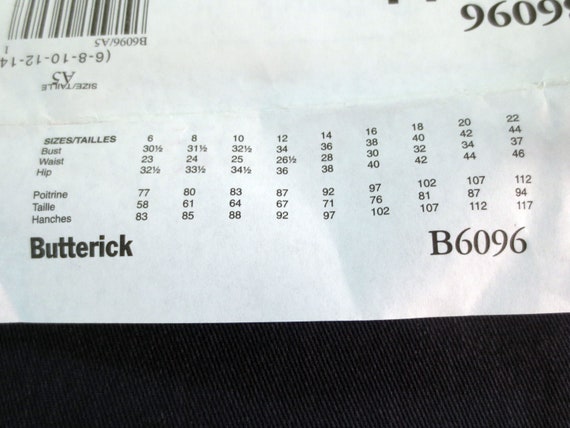 B6096
B6096/A5
1
(6-8-10-12-14
A5
SIZE/TAILLE
SIZES/TAILLES 6 8 10 12 14 16 18 20 22
Bust 30½ 31½ 32½ 34 36 38 40 42 44
Waist 23 24 25 26½ 28 30 32 34 37
Hip 32½ 33½ 34½ 36 38 40 42 44 46
Poitrine 77 80 83 87 92 97 102 107 112
Taille 58 61 64 67 71 76 81 87 94
Hanches 83 85 88 92 97 102 107 112 117
Butterick B6096